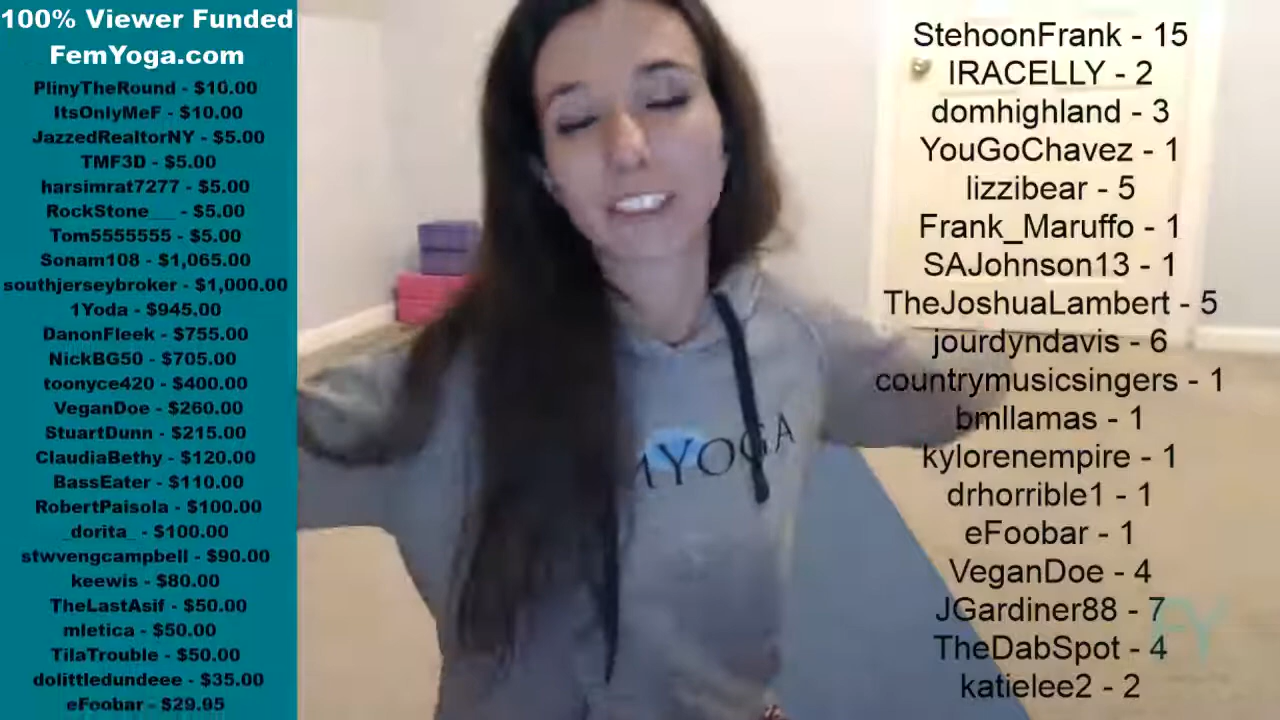 100% Viewer Funded
FemYoga.com
PlinyTheRound - $10.00
ItsOnlyMeF - $10.00
JazzedRealtorNY - $5.00
TMF3D - $5.00
harsimrat7277 - $5.00
RockStone__ - $5.00
Tom5555555 - $5.00
Sonam108 - $1,065.00
southjerseybroker - $1,000.00
1Yoda - $945.00
DanonFleek - $755.00
NickBG50 - $705.00
toonyce420 - $400.00
VeganDoe - $260.00
StuartDunn - $215.00
ClaudiaBethy - $120.00
BassEater - $110.00
RobertPaisola - $100.00
_dorita_ - $100.00
stwvengcampbell - $90.00
keewis - $80.00
TheLastAsif - $50.00
mletica - $50.00
TilaTrouble - $50.00
dolittledundeee - $35.00
eFoobar - $29.95
MYOGA
StehoonFrank - 15
IRACELLY - 2
domhighland - 3
YouGoChavez - 1
lizzibear - 5
Frank_Maruffo - 1
SAJohnson13 - 1
TheJoshuaLambert - 5
jourdyndavis - 6
countrymusicsingers - 1
bmllamas - 1
kylorenempire - 1
drhorrible1 - 1
eFoobar - 1
VeganDoe - 4
JGardiner88 - 7
TheDabSpot - 4
katielee2 - 2
FY